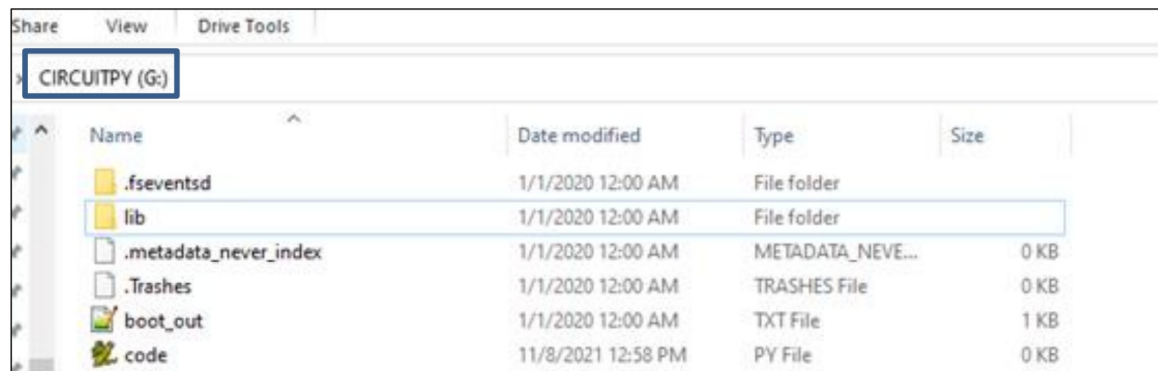 Share View Drive Tools
CIRCUITPY (G:)
Name Date modified Type Size
.fseventsd 1/1/2020 12:00 AM File folder
lib 1/1/2020 12:00 AM File folder
.metadata_never_index 1/1/2020 12:00 AM METADATA_NEVE... 0 KB
.Trashes 1/1/2020 12:00 AM TRASHES File 0 KB
boot_out 1/1/2020 12:00 AM TXT File 1 KB
code 11/8/2021 12:58 PM PY File 0 KB